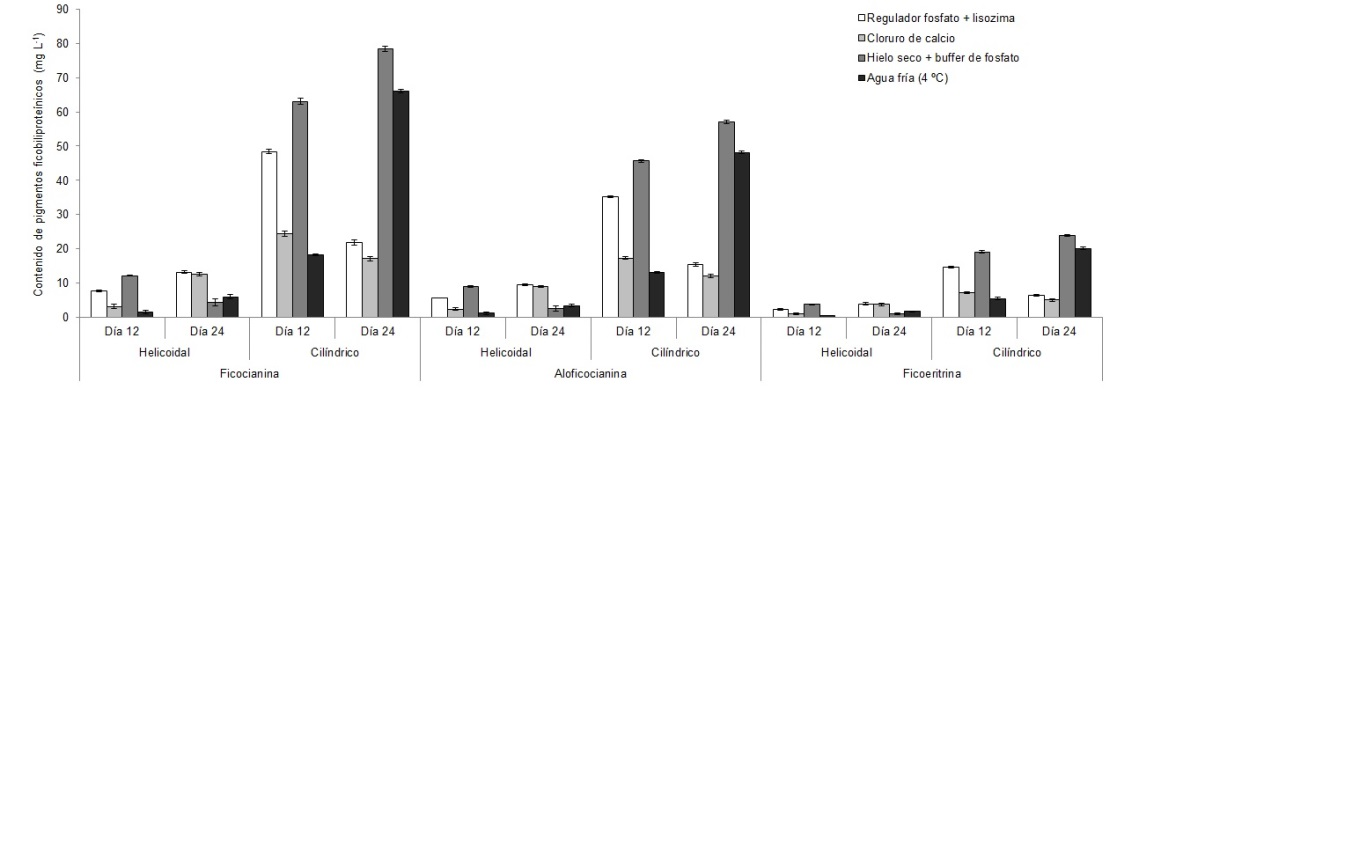 Contenido de pigmentos ficobiliproteínicos (mg L-1)
90
80
70
60
50
40
30
20
10
0
Regulador fosfato + lisozima
Cloruro de calcio
Hielo seco + buffer de fosfato
Agua fría (4 ºC)
Día 12 Día 24 Día 12 Día 24 Día 12 Día 24 Día 12 Día 24 Día 12 Día 24 Día 12 Día 24
Helicoidal Cilíndrico Helicoidal Cilíndrico Helicoidal Cilíndrico
Ficocianina Aloficocianina Ficoeritrina